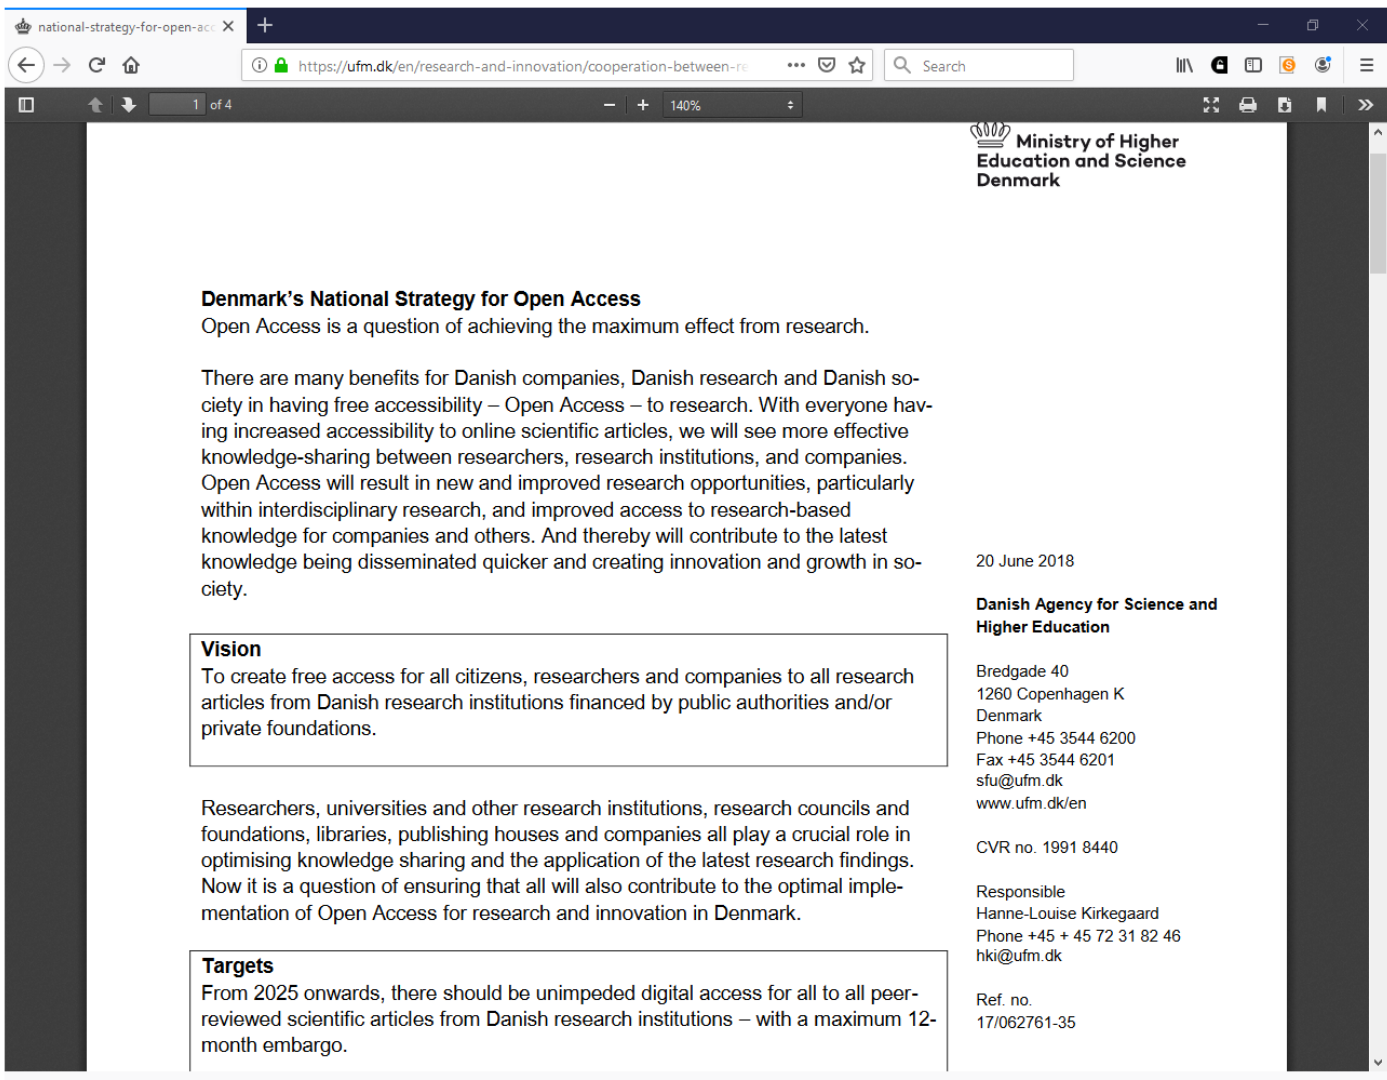 national-strategy-for-open-acc
https://ufm.dk/en/research-and-innovation/cooperation-between-re
Search
1 of 4
140%
Ministry of Higher
Education and Science
Denmark
Denmark's National Strategy for Open Access
Open Access is a question of achieving the maximum effect from research.
There are many benefits for Danish companies, Danish research and Danish so-
ciety in having free accessibility – Open Access – to research. With everyone hav-
ing increased accessibility to online scientific articles, we will see more effective
knowledge-sharing between researchers, research institutions, and companies.
Open Access will result in new and improved research opportunities, particularly
within interdisciplinary research, and improved access to research-based
knowledge for companies and others. And thereby will contribute to the latest
knowledge being disseminated quicker and creating innovation and growth in so-
ciety.
Vision
To create free access for all citizens, researchers and companies to all research
articles from Danish research institutions financed by public authorities and/or
private foundations.
Researchers, universities and other research institutions, research councils and
foundations, libraries, publishing houses and companies all play a crucial role in
optimising knowledge sharing and the application of the latest research findings.
Now it is a question of ensuring that all will also contribute to the optimal imple-
mentation of Open Access for research and innovation in Denmark.
Targets
From 2025 onwards, there should be unimpeded digital access for all to all peer-
reviewed scientific articles from Danish research institutions – with a maximum 12-
month embargo.
20 June 2018
Danish Agency for Science and
Higher Education
Bredgade 40
1260 Copenhagen K
Denmark
Phone +45 3544 6200
Fax +45 3544 6201
sfu@ufm.dk
www.ufm.dk/en
CVR no. 1991 8440
Responsible
Hanne-Louise Kirkegaard
Phone +45 + 45 72 31 82 46
hki@ufm.dk
Ref. no.
17/062761-35